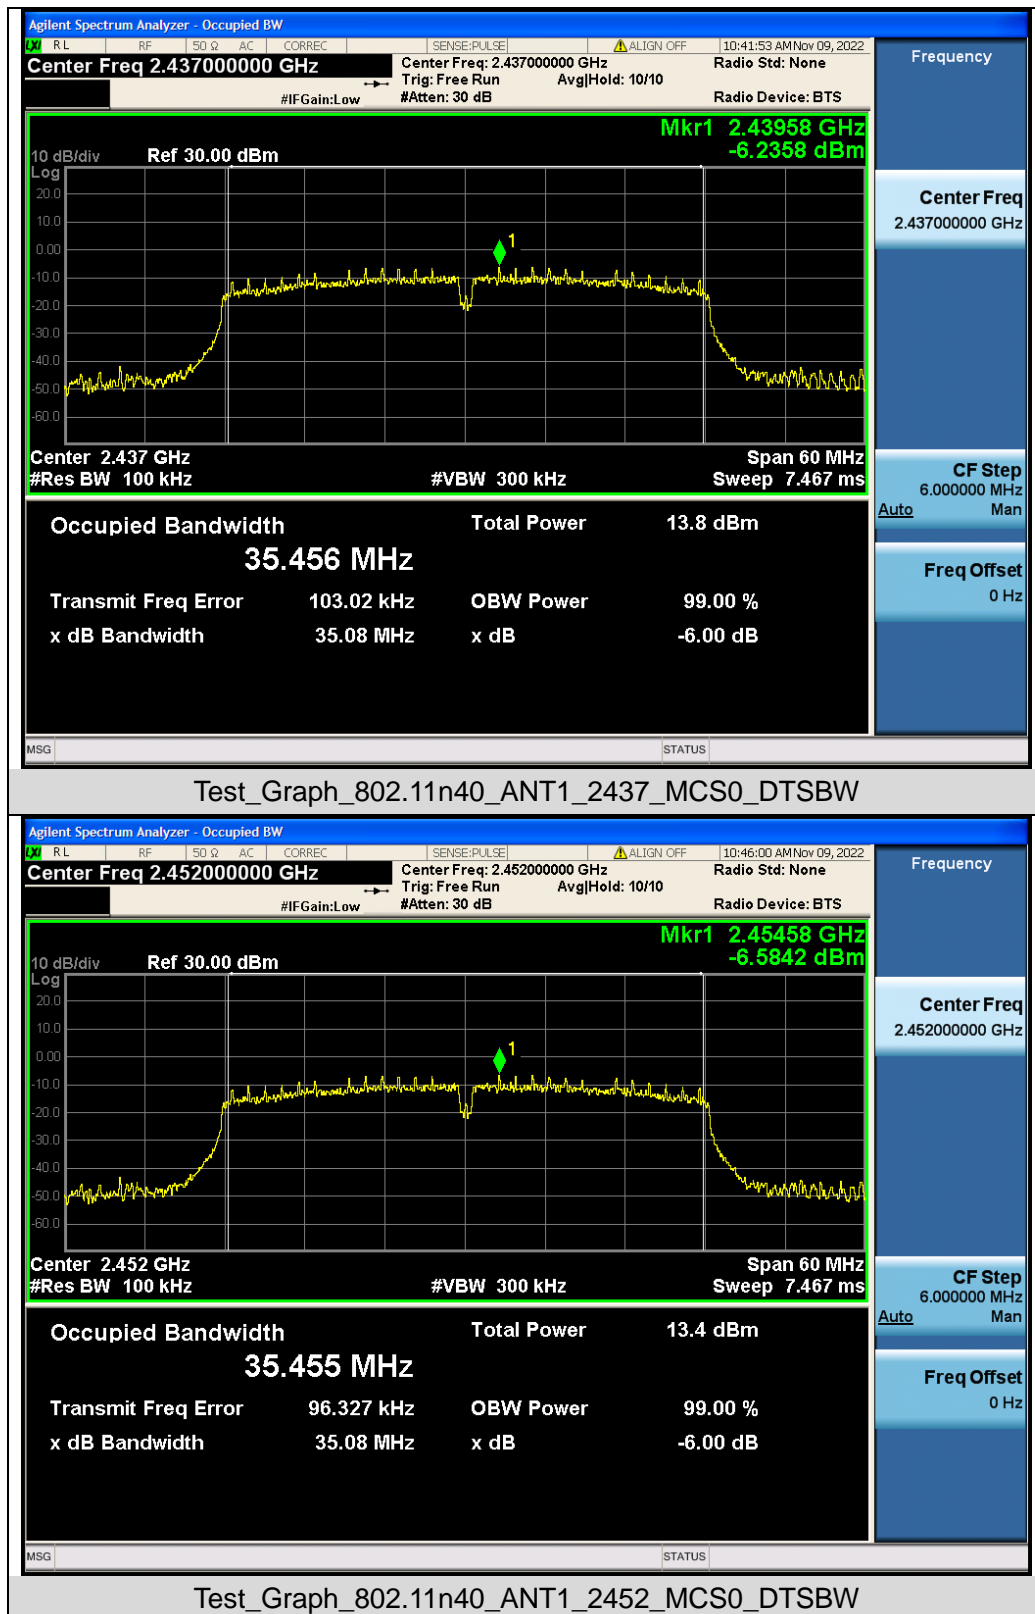 Agilent Spectrum Analyzer - Occupied BW
LXI RL RF 50 Ω AC CORREC SENSE:PULSE ALIGN OFF 10:41:53 AM Nov 09, 2022
Center Freq 2.437000000 GHz
Center Freq: 2.437000000 GHz
Radio Std: None
Trig: Free Run Avg|Hold: 10/10
#IFGain:Low #Atten: 30 dB Radio Device: BTS
Frequency
Mkr1 2.43958 GHz
-6.2358 dBm
10 dB/div Ref 30.00 dBm
Log
20.0
10.0
0.00
-10.0
-20.0
-30.0
-40.0
-50.0
-60.0
1
Center 2.437 GHz Span 60 MHz
#Res BW 100 kHz #VBW 300 kHz Sweep 7.467 ms
Center Freq
2.437000000 GHz
CF Step
6.000000 MHz
Auto Man
Freq Offset
0 Hz
Occupied Bandwidth Total Power 13.8 dBm
35.456 MHz
Transmit Freq Error 103.02 kHz OBW Power 99.00 %
x dB Bandwidth 35.08 MHz x dB -6.00 dB
MSG STATUS
Test_Graph_802.11n40_ANT1_2437_MCS0_DTSBW
Agilent Spectrum Analyzer - Occupied BW
LXI RL RF 50 Ω AC CORREC SENSE:PULSE ALIGN OFF 10:46:00 AM Nov 09, 2022
Center Freq 2.452000000 GHz
Center Freq: 2.452000000 GHz
Radio Std: None
Trig: Free Run Avg|Hold: 10/10
#IFGain:Low #Atten: 30 dB Radio Device: BTS
Frequency
Mkr1 2.45458 GHz
-6.5842 dBm
10 dB/div Ref 30.00 dBm
Log
20.0
10.0
0.00
-10.0
-20.0
-30.0
-40.0
-50.0
-60.0
1
Center 2.452 GHz Span 60 MHz
#Res BW 100 kHz #VBW 300 kHz Sweep 7.467 ms
Center Freq
2.452000000 GHz
CF Step
6.000000 MHz
Auto Man
Freq Offset
0 Hz
Occupied Bandwidth Total Power 13.4 dBm
35.455 MHz
Transmit Freq Error 96.327 kHz OBW Power 99.00 %
x dB Bandwidth 35.08 MHz x dB -6.00 dB
MSG STATUS
Test_Graph_802.11n40_ANT1_2452_MCS0_DTSBW